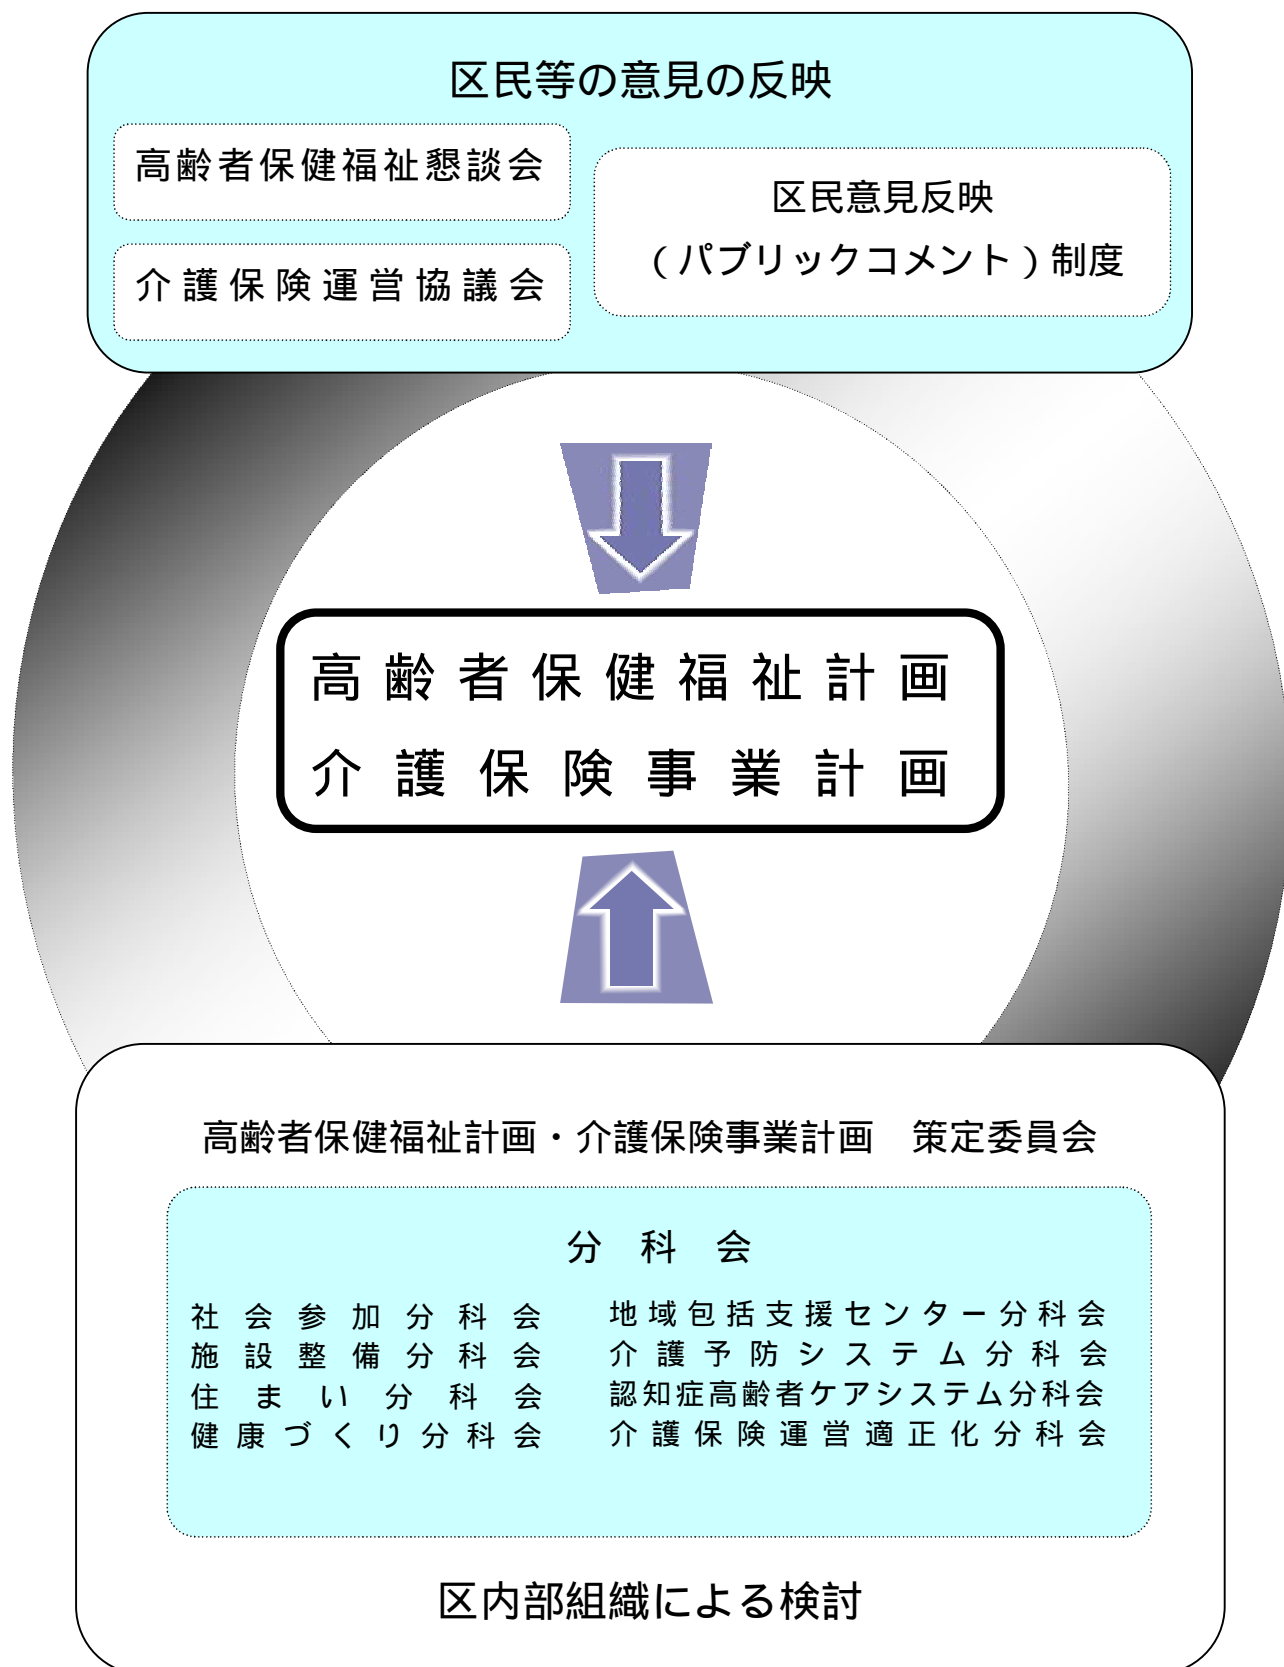 区民等の意見の反映
高齢者保健福祉懇談会
介護保険運営協議会
区民意見反映
（パブリックコメント）制度
高齢者保健福祉計画
介護保険事業計画
高齢者保健福祉計画・介護保険事業計画　策定委員会
分科会
社会参加分科会
施設整備分科会
住まい分科会
健康づくり分科会
地域包括支援センター分科会
介護予防システム分科会
認知症高齢者ケアシステム分科会
介護保険運営適正化分科会
区内部組織による検討